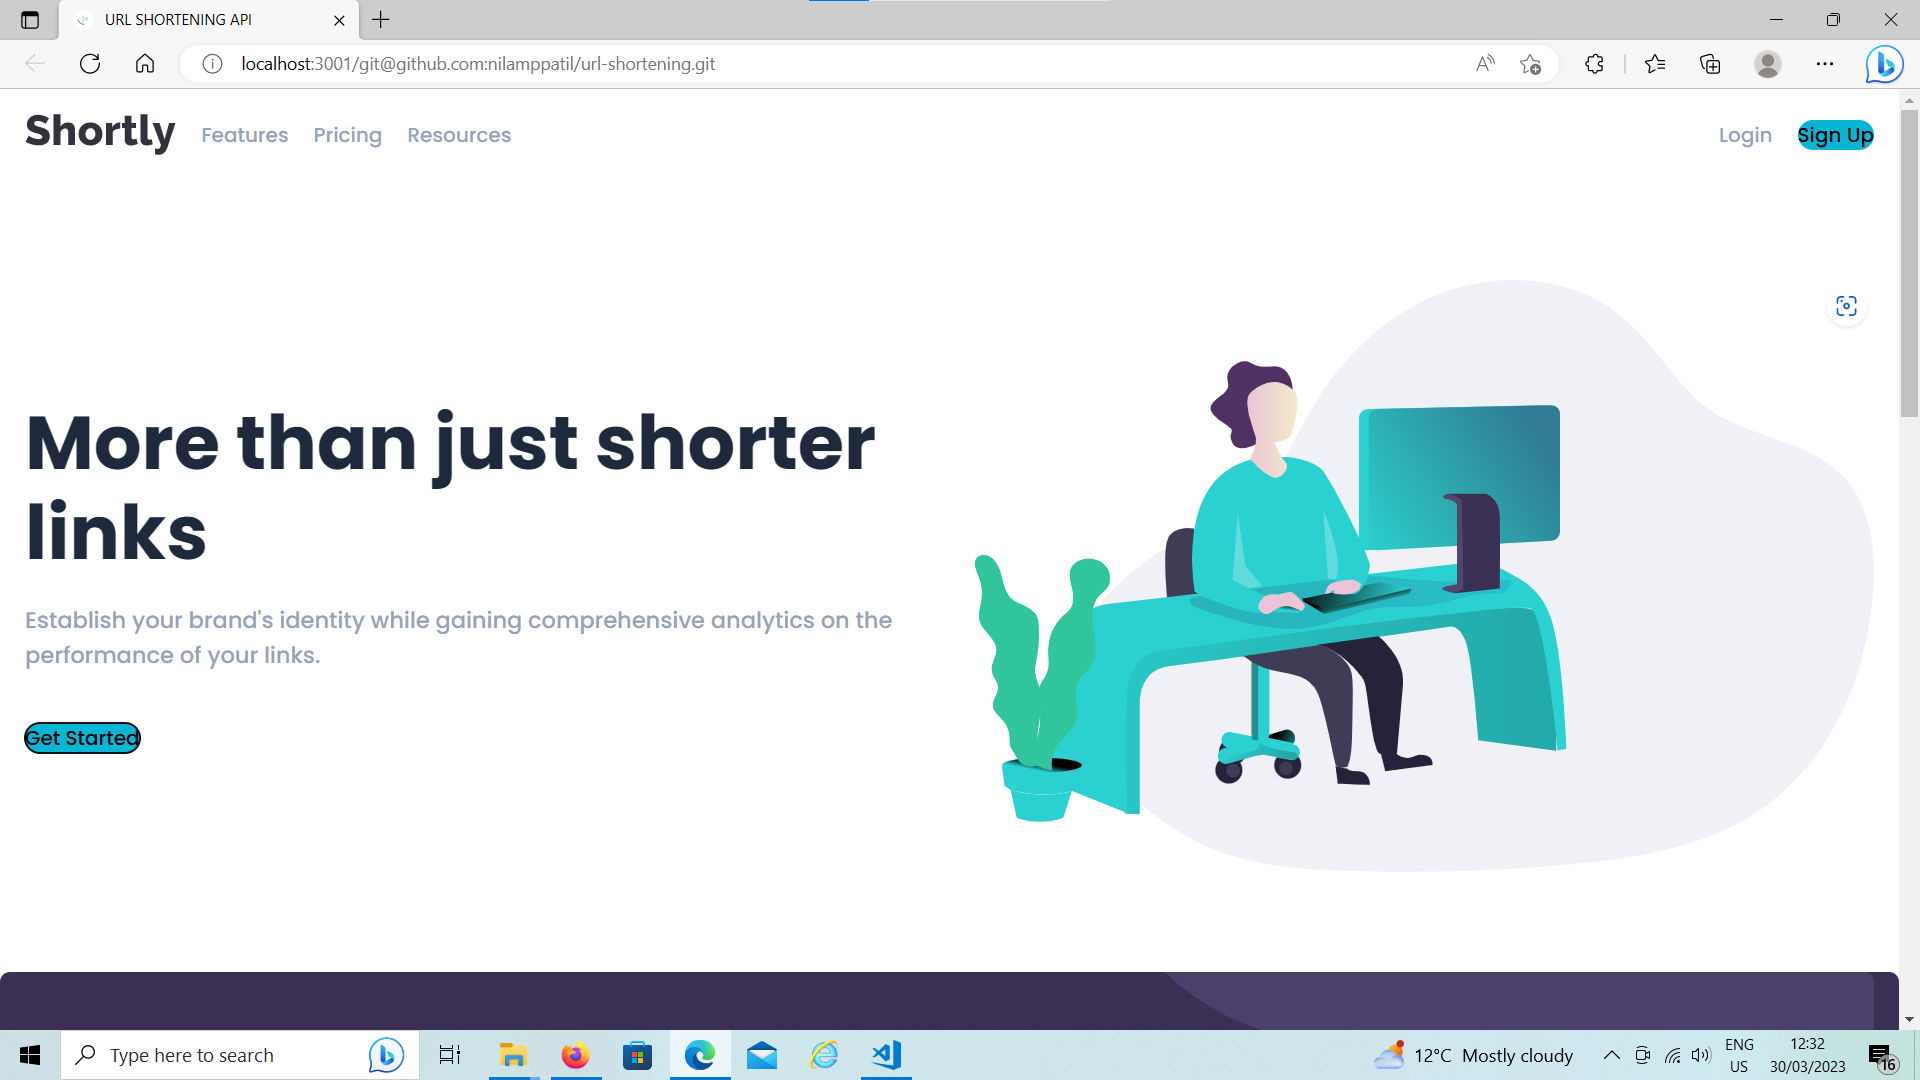 URL SHORTENING API
localhost:3001/git@github.com:nilamppatil/url-shortening.git
Shortly Features Pricing Resources Login Sign Up
More than just shorter
links
Establish your brand's identity while gaining comprehensive analytics on the
performance of your links.
Get Started
Type here to search
12°C Mostly cloudy
ENG
US
12:32
30/03/2023
16